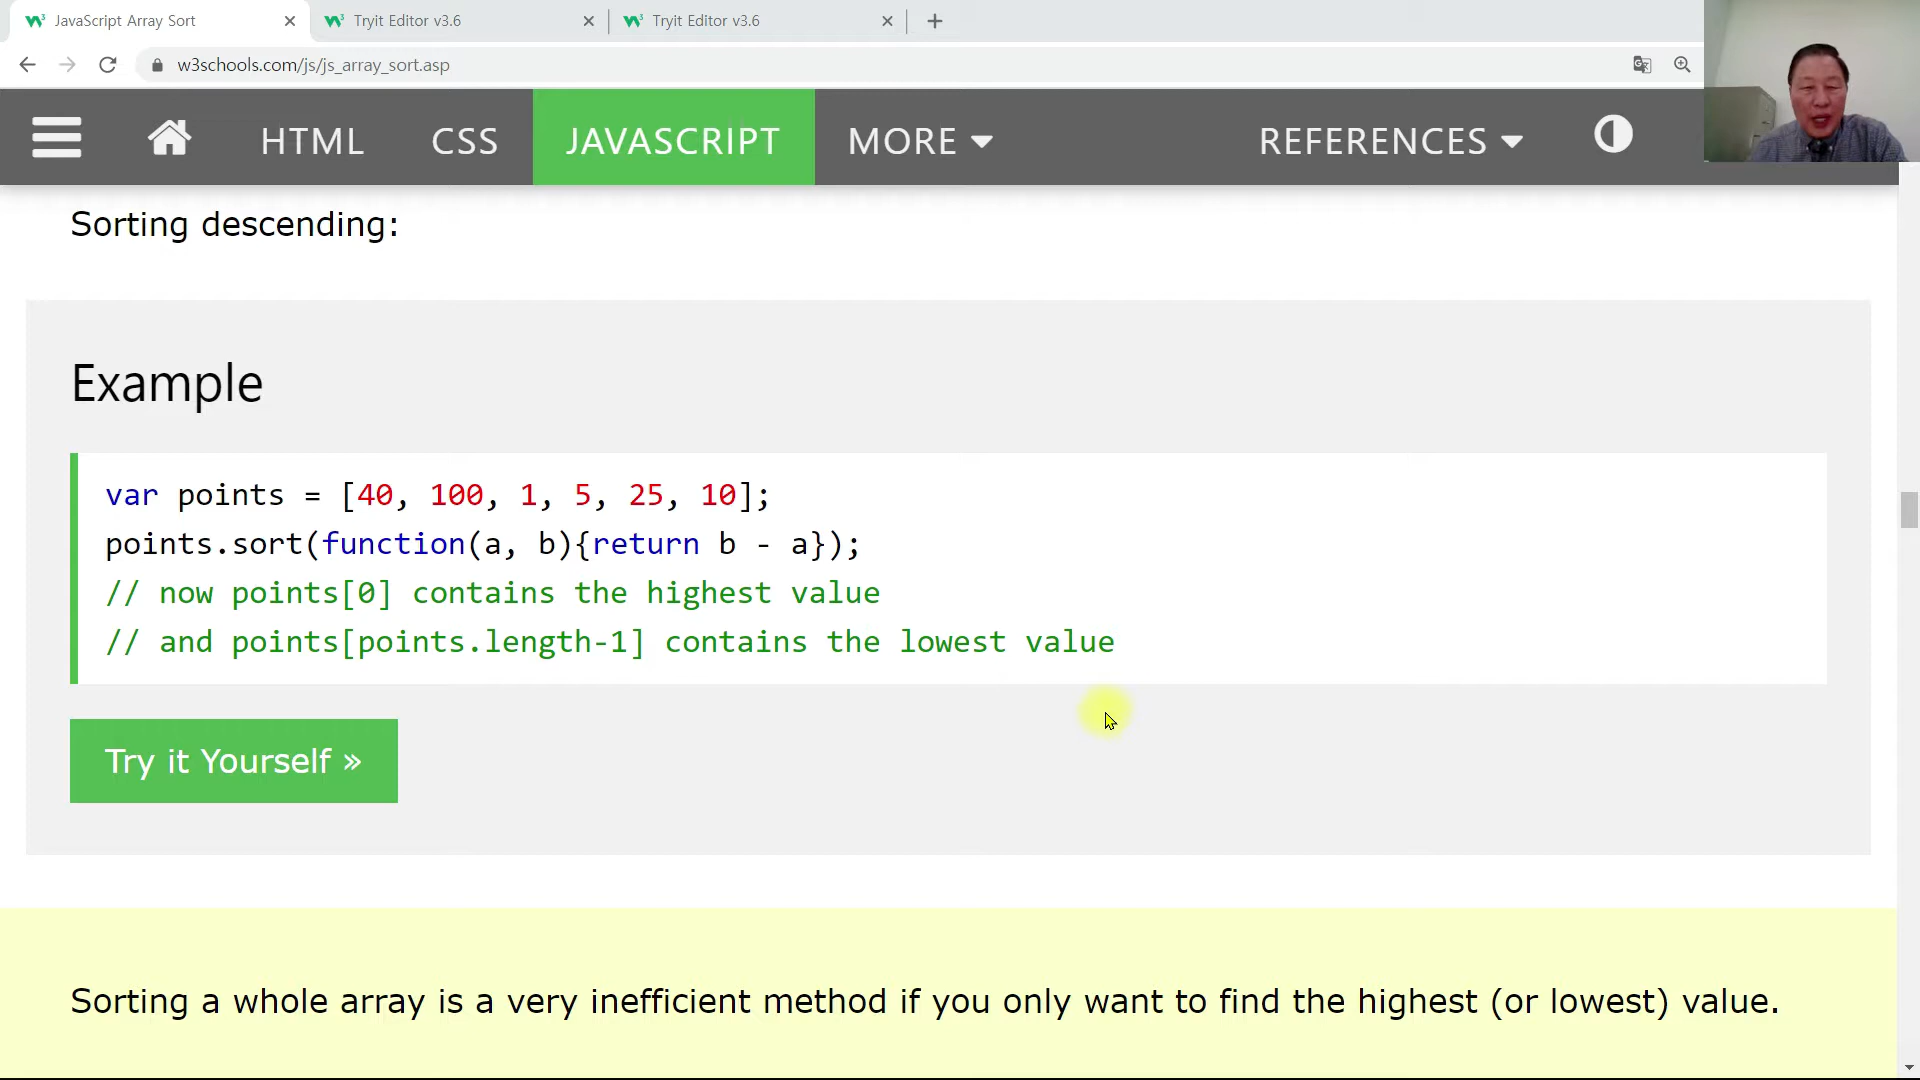 JavaScript Array Sort
Tryit Editor v3.6
Tryit Editor v3.6
w3schools.com/js/js_array_sort.asp
HTML CSS JAVASCRIPT MORE REFERENCES
Sorting descending:
Example
var points = [40, 100, 1, 5, 25, 10];
points.sort(function(a, b){return b - a});
// now points[0] contains the highest value
// and points[points.length-1] contains the lowest value
Try it Yourself »
Sorting a whole array is a very inefficient method if you only want to find the highest (or lowest) value.